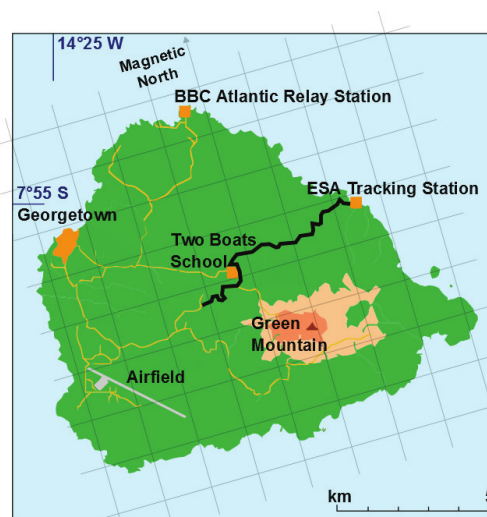 14°25 W
Magnetic
North
BBC Atlantic Relay Station
7°55 S
ESA Tracking Station
Georgetown
Two Boats
School
Green
Mountain
Airfield
km